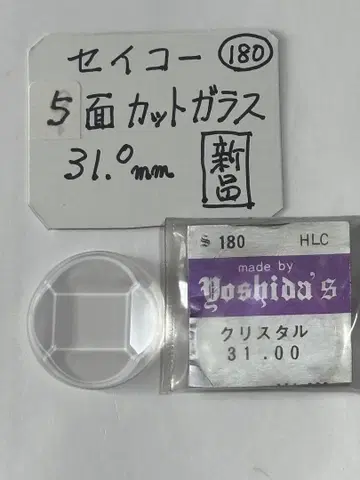 セイコー 180
5面カットガラス
31.0mm 新品
S 180 HLC
made by
Yoshida's
クリスタル
31.00